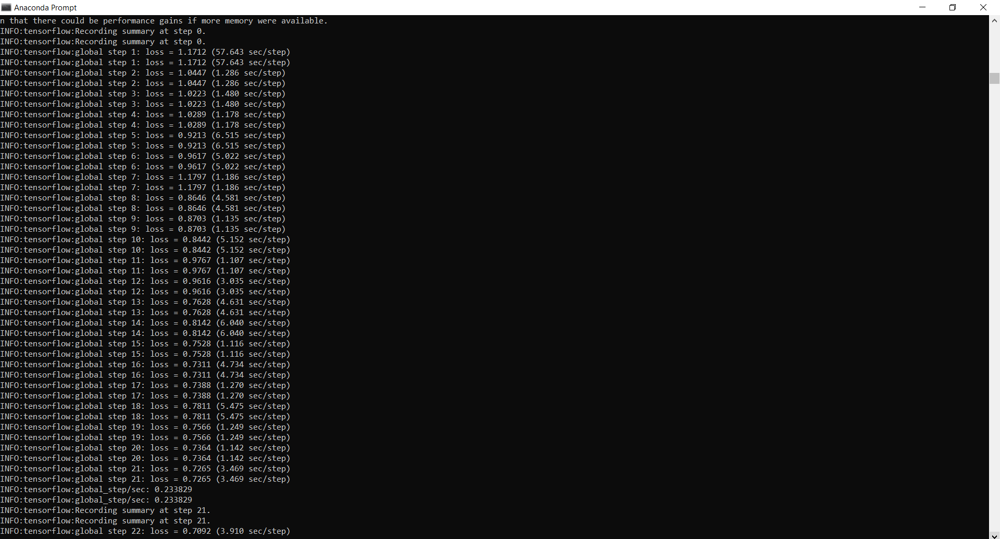 Anaconda Prompt
n that there could be performance gains if more memory were available.
INFO:tensorflow:Recording summary at step 0.
INFO:tensorflow:Recording summary at step 0.
INFO:tensorflow:global step 1: loss = 1.1712 (57.643 sec/step)
INFO:tensorflow:global step 1: loss = 1.1712 (57.643 sec/step)
INFO:tensorflow:global step 2: loss = 1.0447 (1.286 sec/step)
INFO:tensorflow:global step 2: loss = 1.0447 (1.286 sec/step)
INFO:tensorflow:global step 3: loss = 1.0223 (1.480 sec/step)
INFO:tensorflow:global step 3: loss = 1.0223 (1.480 sec/step)
INFO:tensorflow:global step 4: loss = 1.0289 (1.178 sec/step)
INFO:tensorflow:global step 4: loss = 1.0289 (1.178 sec/step)
INFO:tensorflow:global step 5: loss = 0.9213 (6.515 sec/step)
INFO:tensorflow:global step 5: loss = 0.9213 (6.515 sec/step)
INFO:tensorflow:global step 6: loss = 0.9617 (5.022 sec/step)
INFO:tensorflow:global step 6: loss = 0.9617 (5.022 sec/step)
INFO:tensorflow:global step 7: loss = 1.1797 (1.186 sec/step)
INFO:tensorflow:global step 7: loss = 1.1797 (1.186 sec/step)
INFO:tensorflow:global step 8: loss = 0.8646 (4.581 sec/step)
INFO:tensorflow:global step 8: loss = 0.8646 (4.581 sec/step)
INFO:tensorflow:global step 9: loss = 0.8703 (1.135 sec/step)
INFO:tensorflow:global step 9: loss = 0.8703 (1.135 sec/step)
INFO:tensorflow:global step 10: loss = 0.8442 (5.152 sec/step)
INFO:tensorflow:global step 10: loss = 0.8442 (5.152 sec/step)
INFO:tensorflow:global step 11: loss = 0.9767 (1.107 sec/step)
INFO:tensorflow:global step 11: loss = 0.9767 (1.107 sec/step)
INFO:tensorflow:global step 12: loss = 0.9616 (3.035 sec/step)
INFO:tensorflow:global step 12: loss = 0.9616 (3.035 sec/step)
INFO:tensorflow:global step 13: loss = 0.7628 (4.631 sec/step)
INFO:tensorflow:global step 13: loss = 0.7628 (4.631 sec/step)
INFO:tensorflow:global step 14: loss = 0.8142 (6.040 sec/step)
INFO:tensorflow:global step 14: loss = 0.8142 (6.040 sec/step)
INFO:tensorflow:global step 15: loss = 0.7528 (1.116 sec/step)
INFO:tensorflow:global step 15: loss = 0.7528 (1.116 sec/step)
INFO:tensorflow:global step 16: loss = 0.7311 (4.734 sec/step)
INFO:tensorflow:global step 16: loss = 0.7311 (4.734 sec/step)
INFO:tensorflow:global step 17: loss = 0.7388 (1.270 sec/step)
INFO:tensorflow:global step 17: loss = 0.7388 (1.270 sec/step)
INFO:tensorflow:global step 18: loss = 0.7811 (5.475 sec/step)
INFO:tensorflow:global step 18: loss = 0.7811 (5.475 sec/step)
INFO:tensorflow:global step 19: loss = 0.7566 (1.249 sec/step)
INFO:tensorflow:global step 19: loss = 0.7566 (1.249 sec/step)
INFO:tensorflow:global step 20: loss = 0.7364 (1.142 sec/step)
INFO:tensorflow:global step 20: loss = 0.7364 (1.142 sec/step)
INFO:tensorflow:global step 21: loss = 0.7265 (3.469 sec/step)
INFO:tensorflow:global step 21: loss = 0.7265 (3.469 sec/step)
INFO:tensorflow:global_step/sec: 0.233829
INFO:tensorflow:global_step/sec: 0.233829
INFO:tensorflow:Recording summary at step 21.
INFO:tensorflow:Recording summary at step 21.
INFO:tensorflow:global step 22: loss = 0.7092 (3.910 sec/step)